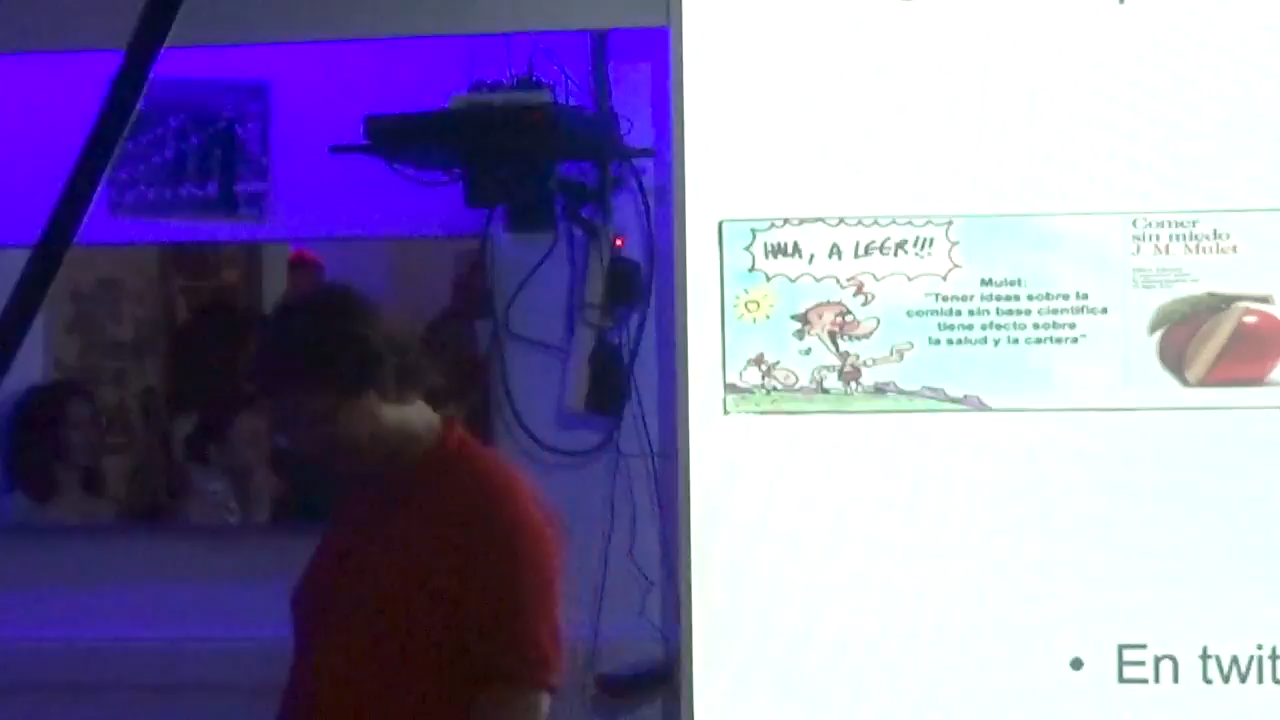 HALA, A LEER!!!
Mulet:
"Tener ideas sobre la
comida sin base científica
tiene efecto sobre
la salud y la cartera"
Comer
sin miedo
J. M. Mulet
• En twit